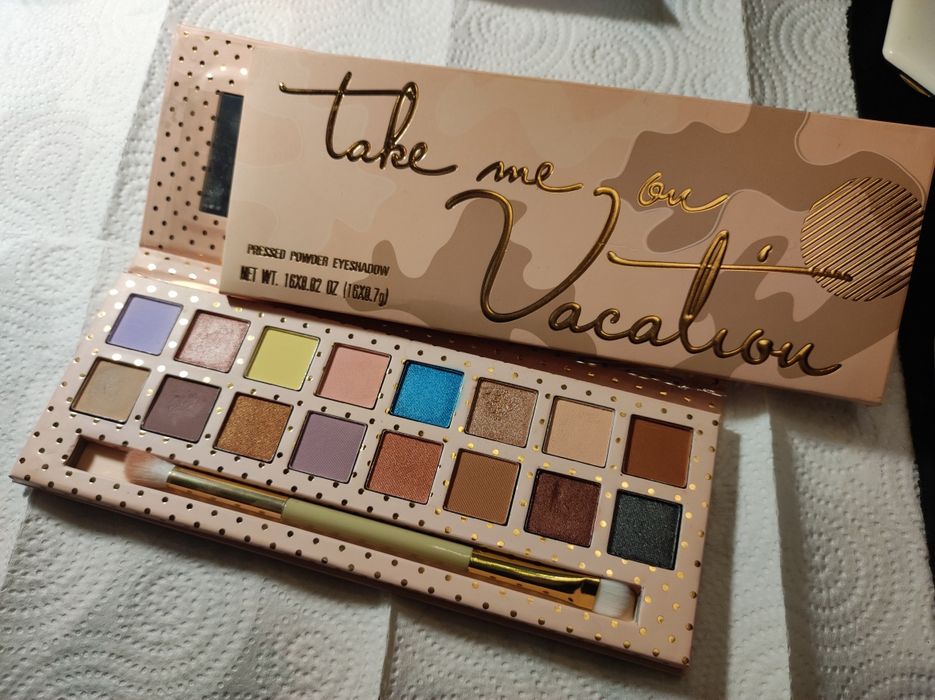 take me on
Vacation
PRESSED POWDER EYESHADOW
NET WT. 16X0.02 OZ (16X0.7g)